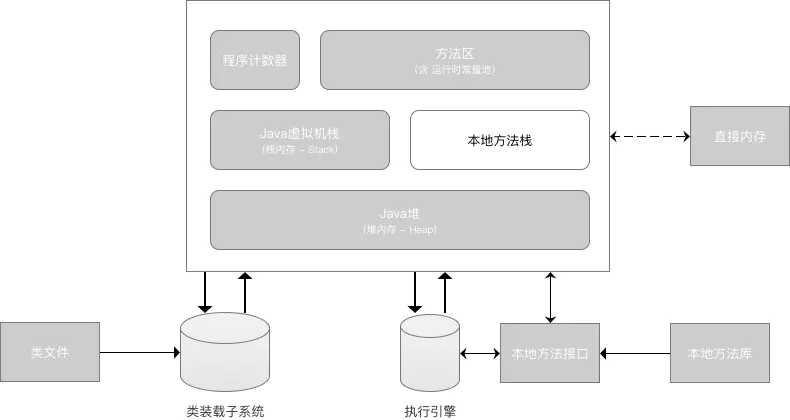 程序计数器
方法区
(含 运行时常量池)
Java虚拟机栈
(栈内存 – Stack)
本地方法栈
直接内存
Java堆
(堆内存 – Heap)
类文件
本地方法接口
本地方法库
类装载子系统
执行引擎